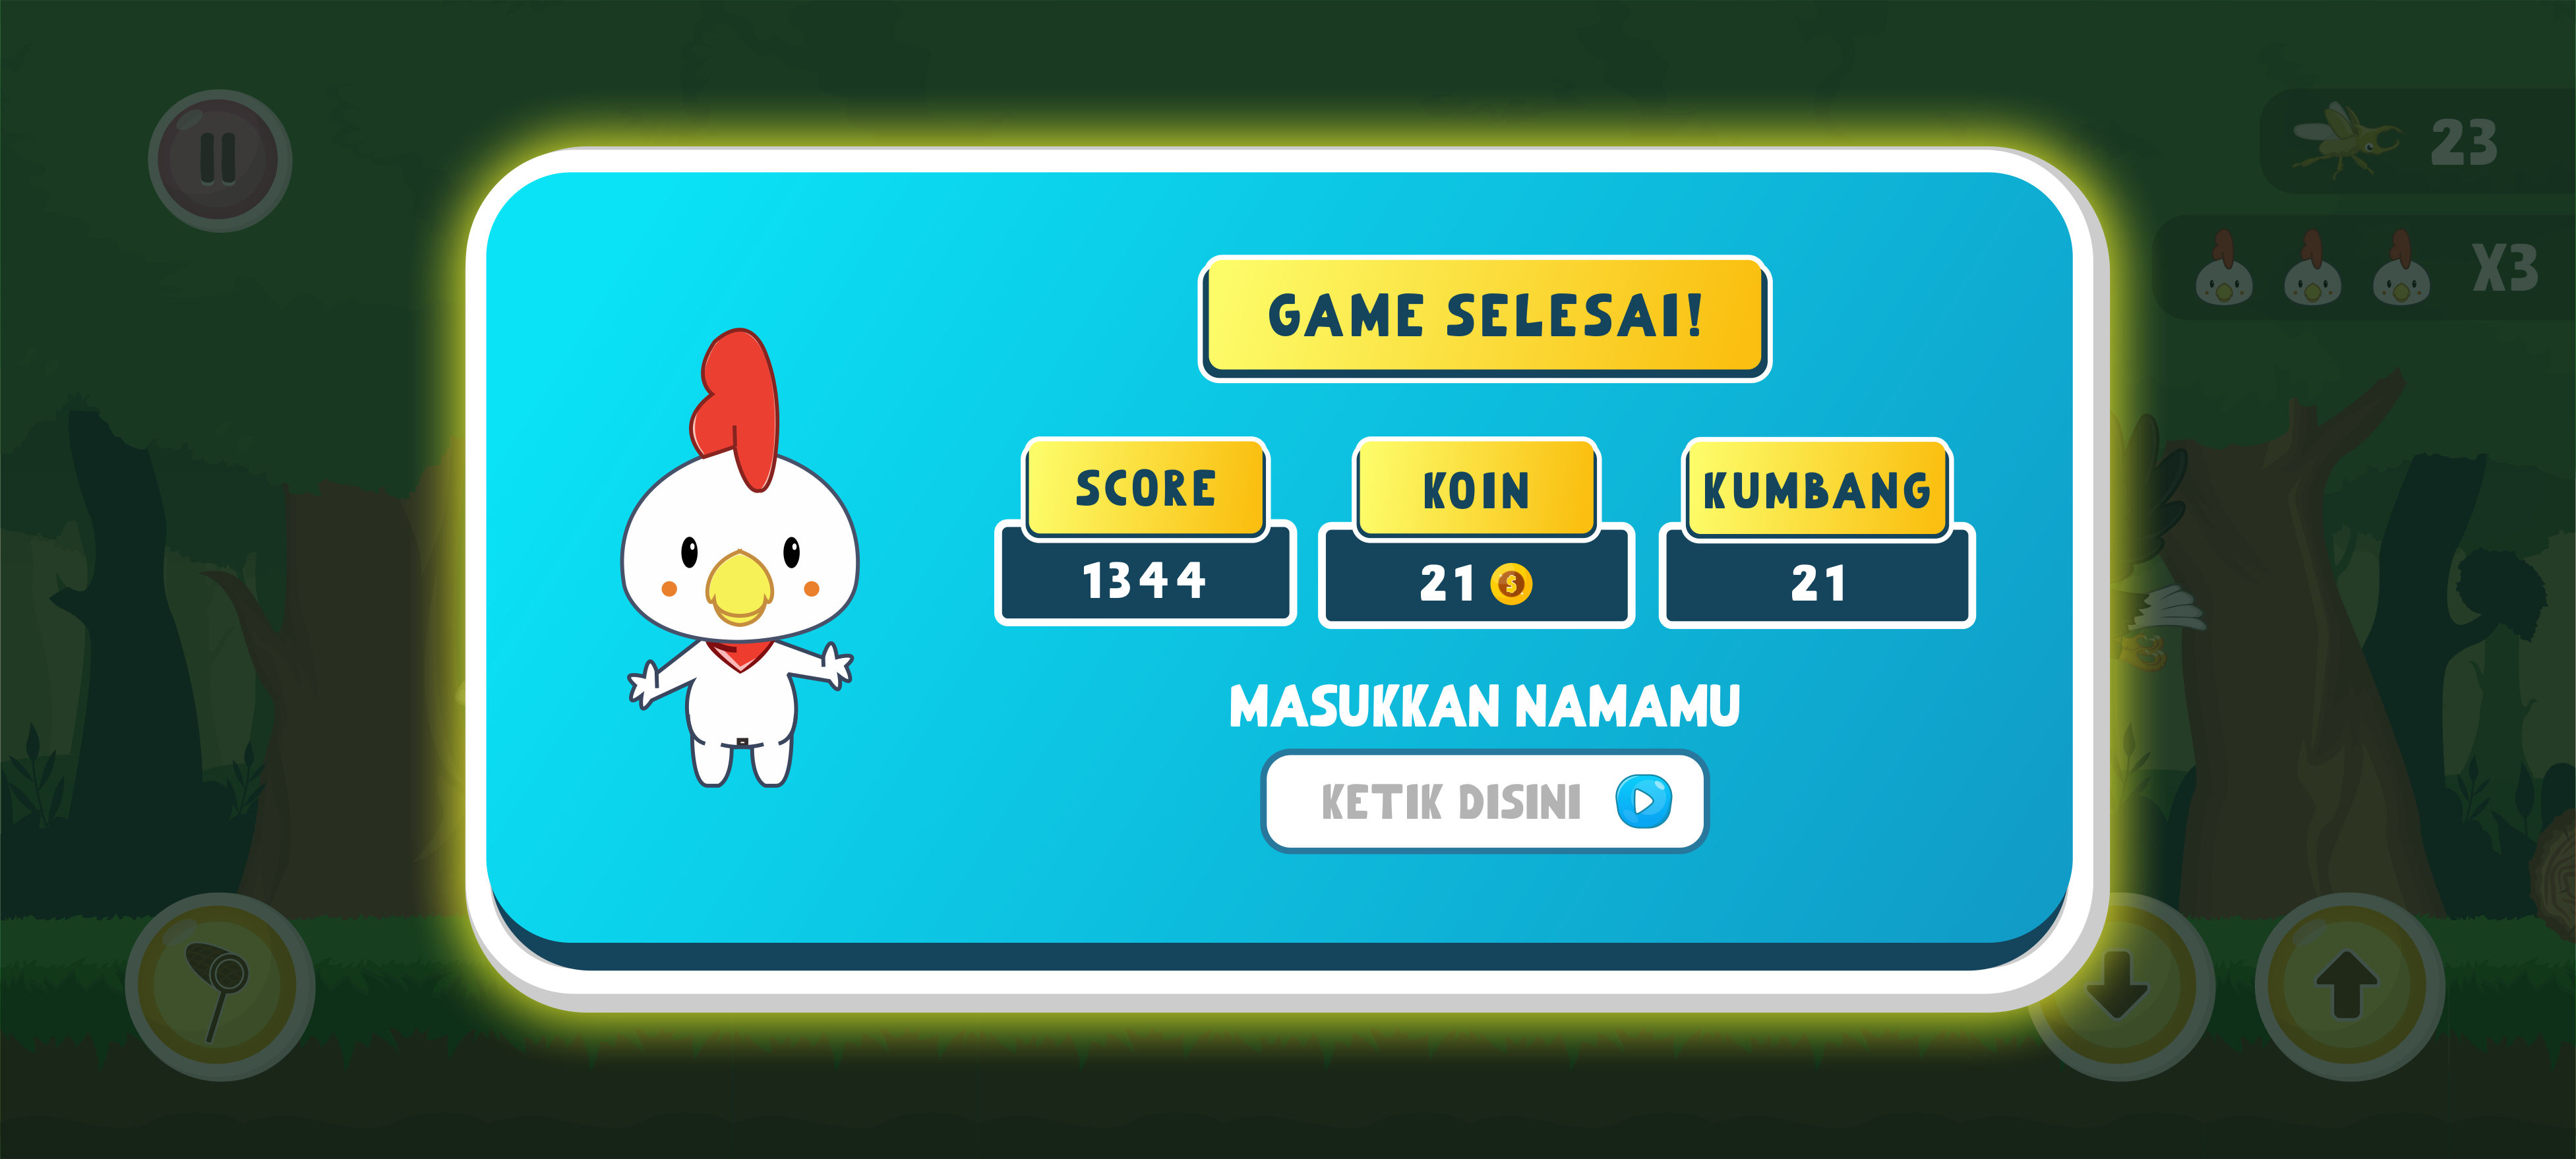 23
X3
GAME SELESAI!
SCORE
KOIN
KUMBANG
1344
21
21
MASUKKAN NAMAMU
KETIK DISINI